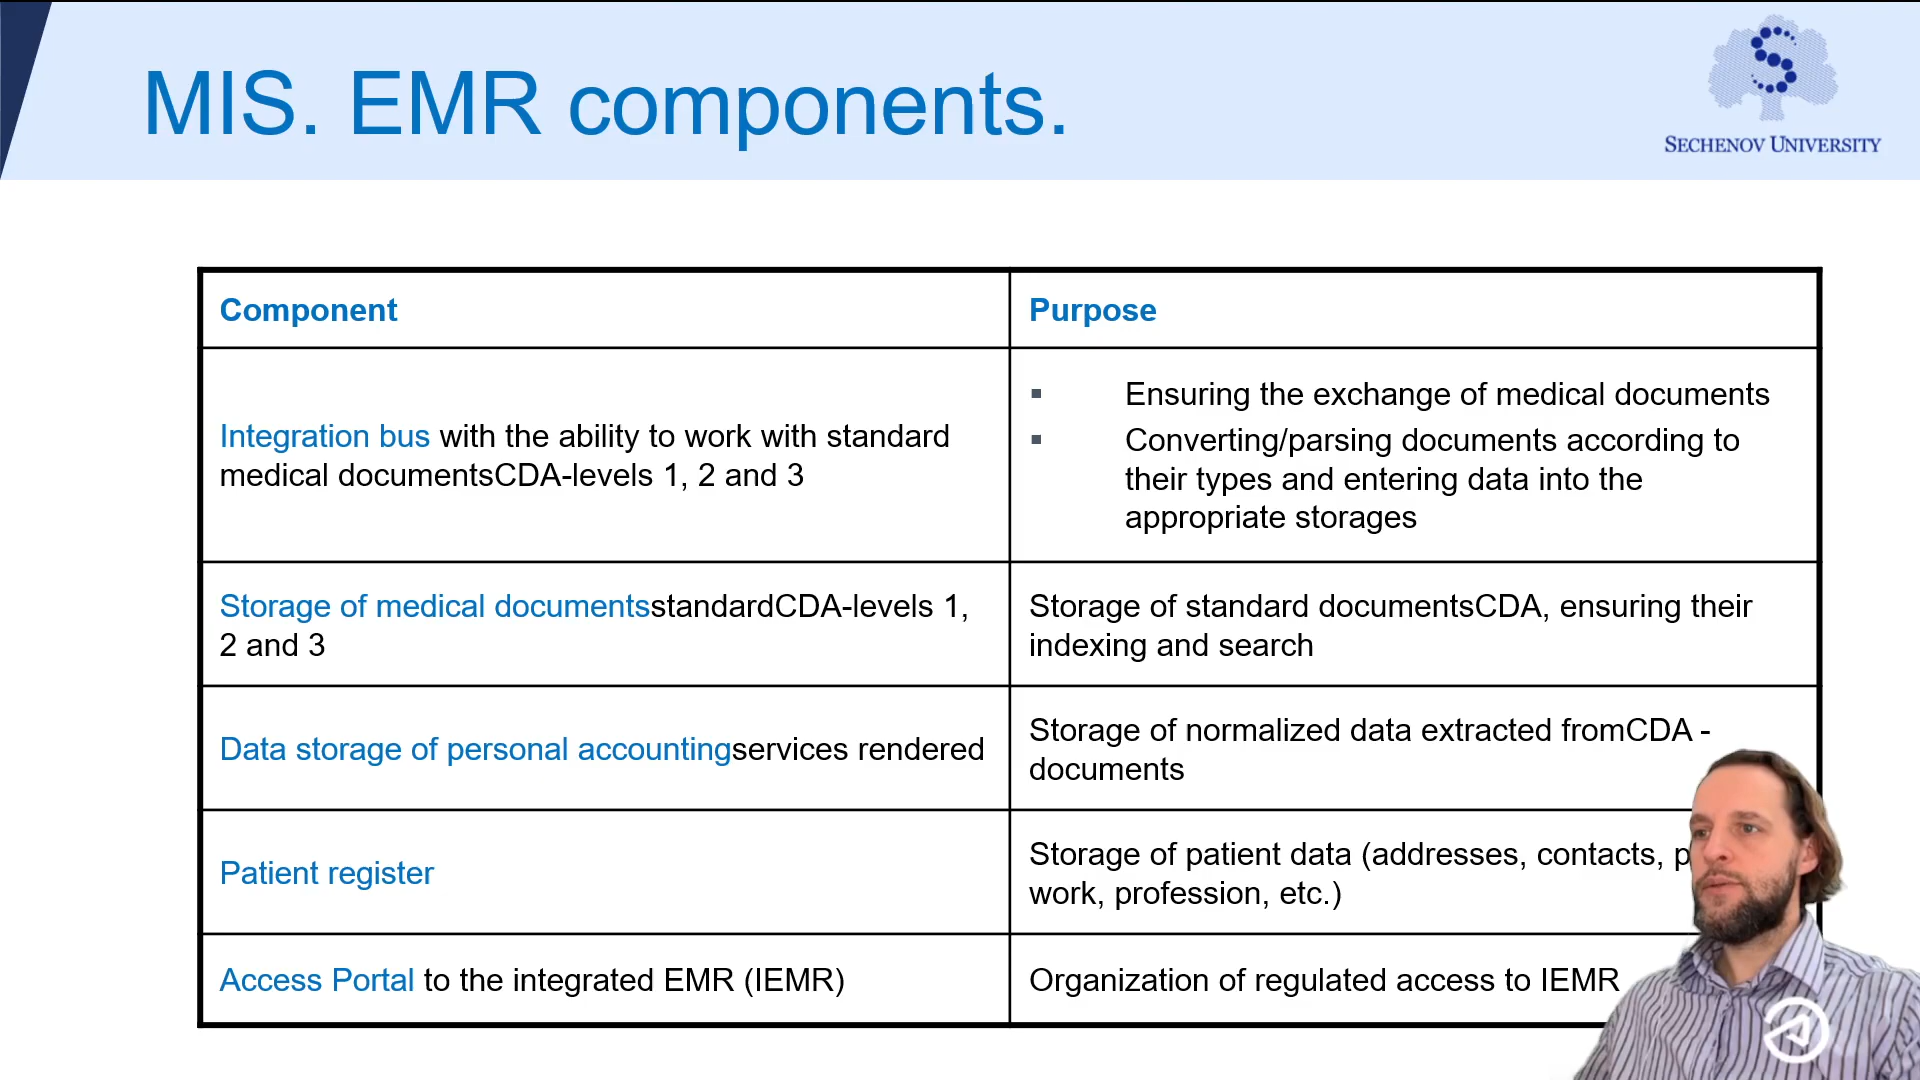 MIS. EMR components.
SECHENOV UNIVERSITY
Component
Purpose
Integration bus with the ability to work with standard
medical documentsCDA-levels 1, 2 and 3
▪ Ensuring the exchange of medical documents
▪ Converting/parsing documents according to
their types and entering data into the
appropriate storages
Storage of medical documentsstandardCDA-levels 1,
2 and 3
Storage of standard documentsCDA, ensuring their
indexing and search
Data storage of personal accountingservices rendered
Storage of normalized data extracted fromCDA -
documents
Patient register
Storage of patient data (addresses, contacts,
work, profession, etc.)
Access Portal to the integrated EMR (IEMR)
Organization of regulated access to IEMR